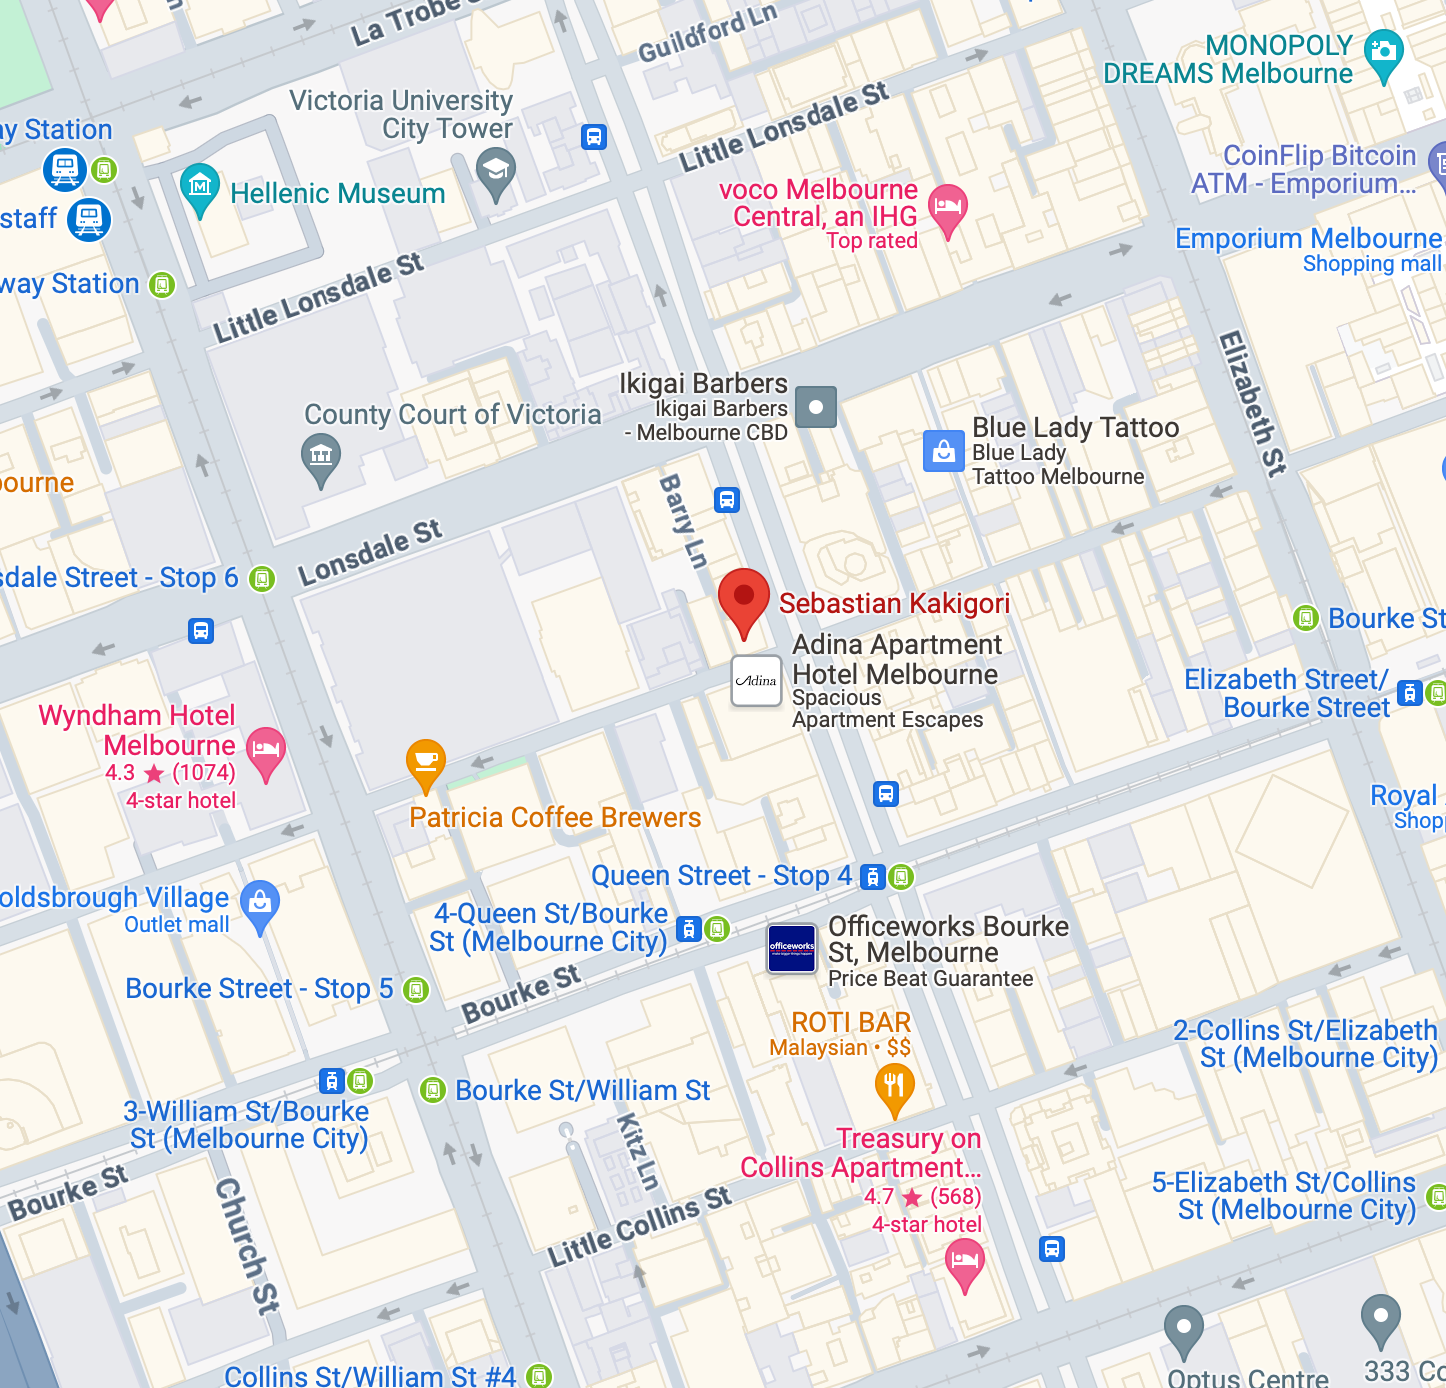 La Trobe S
Guildford Ln
MONOPOLY
DREAMS Melbourne
Victoria University
City Tower
Little Lonsdale St
ay Station
CoinFlip Bitcoin
ATM - Emporium...
Hellenic Museum
voco Melbourne
Central, an IHG
Top rated
staff
Emporium Melbourne
Shopping mall
way Station
Little Lonsdale St
Elizabeth St
Ikigai Barbers
Ikigai Barbers
- Melbourne CBD
County Court of Victoria
Blue Lady Tattoo
Blue Lady
Tattoo Melbourne
bourne
Barry Ln
Lonsdale St
sdale Street - Stop 6
Sebastian Kakigori
Bourke St
Adina
Adina Apartment
Hotel Melbourne
Spacious
Apartment Escapes
Elizabeth Street/
Bourke Street
Wyndham Hotel
Melbourne
4.3 ★ (1074)
4-star hotel
Patricia Coffee Brewers
Royal
Shopp
Queen Street - Stop 4
oldsbrough Village
Outlet mall
4-Queen St/Bourke
St (Melbourne City)
officeworks
Officeworks Bourke
St, Melbourne
Price Beat Guarantee
Bourke Street - Stop 5
Bourke St
ROTI BAR
Malaysian • $$
2-Collins St/Elizabeth
St (Melbourne City)
Bourke St/William St
3-William St/Bourke
St (Melbourne City)
Kitz Ln
Treasury on
Collins Apartment...
4.7 ★ (568)
4-star hotel
Bourke St
Church St
Little Collins St
5-Elizabeth St/Collins
St (Melbourne City)
Collins St/William St #4
Optus Centre
333 Co